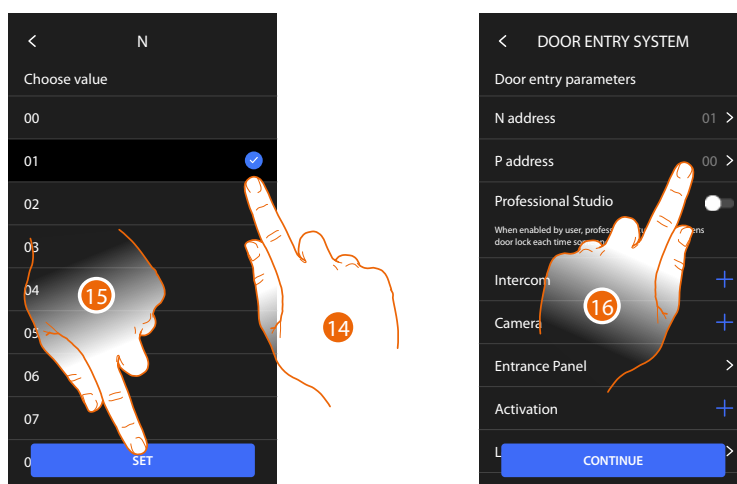 N
Choose value
00
01
02
03
04
05
06
07
0
SET
15
14
DOOR ENTRY SYSTEM
Door entry parameters
N address 01
P address 00
Professional Studio
When enabled by user,
door lock each time
Intercom
Camera
Entrance Panel
Activation
L
CONTINUE
16